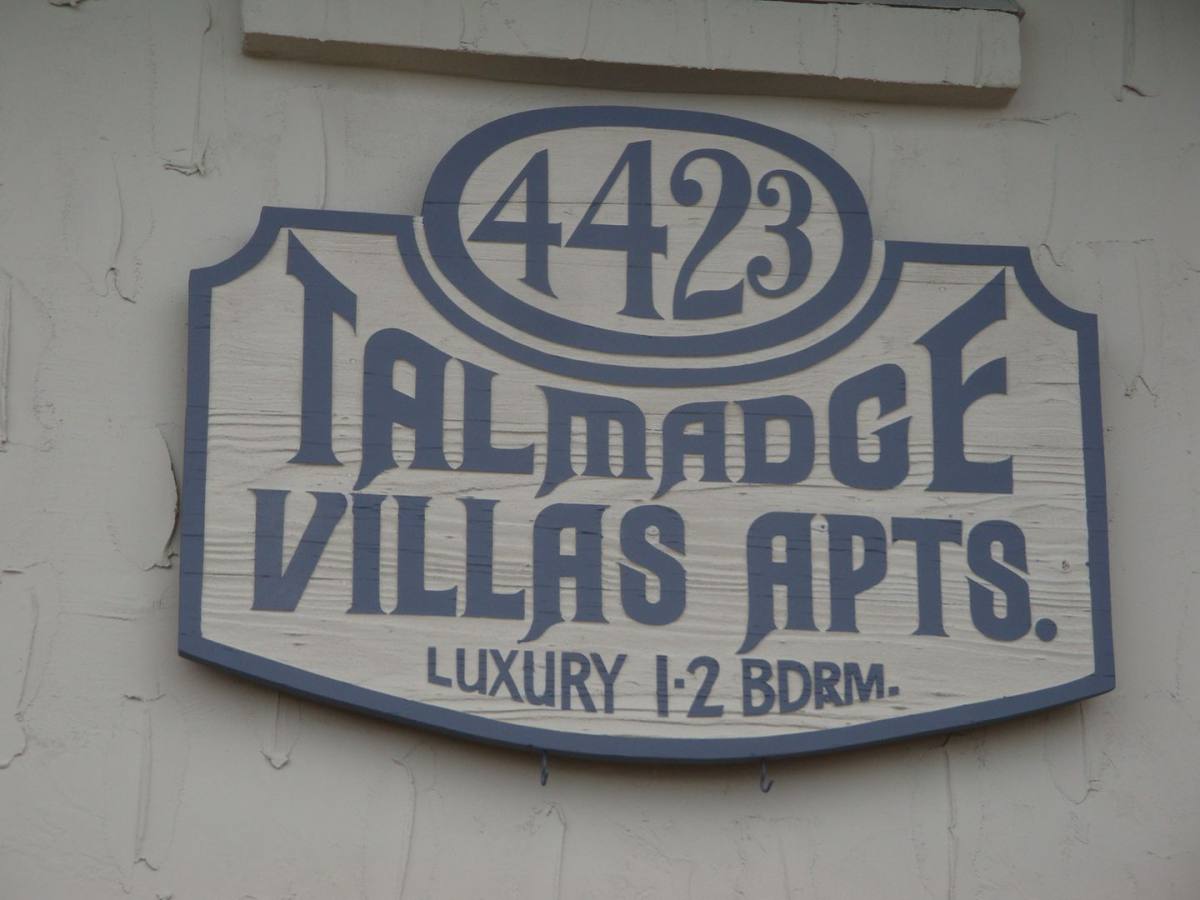 4423
TALMADGE
VILLAS APTS.
LUXURY 1-2 BDRM.